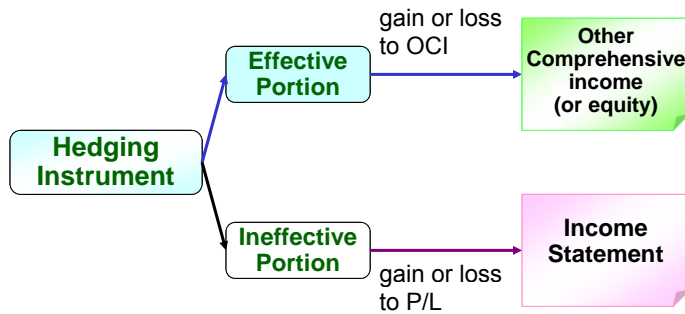 gain or loss
to OCI
Effective
Portion
Other
Comprehensive
income
(or equity)
Hedging
Instrument
Ineffective
Portion
Income
Statement
gain or loss
to P/L